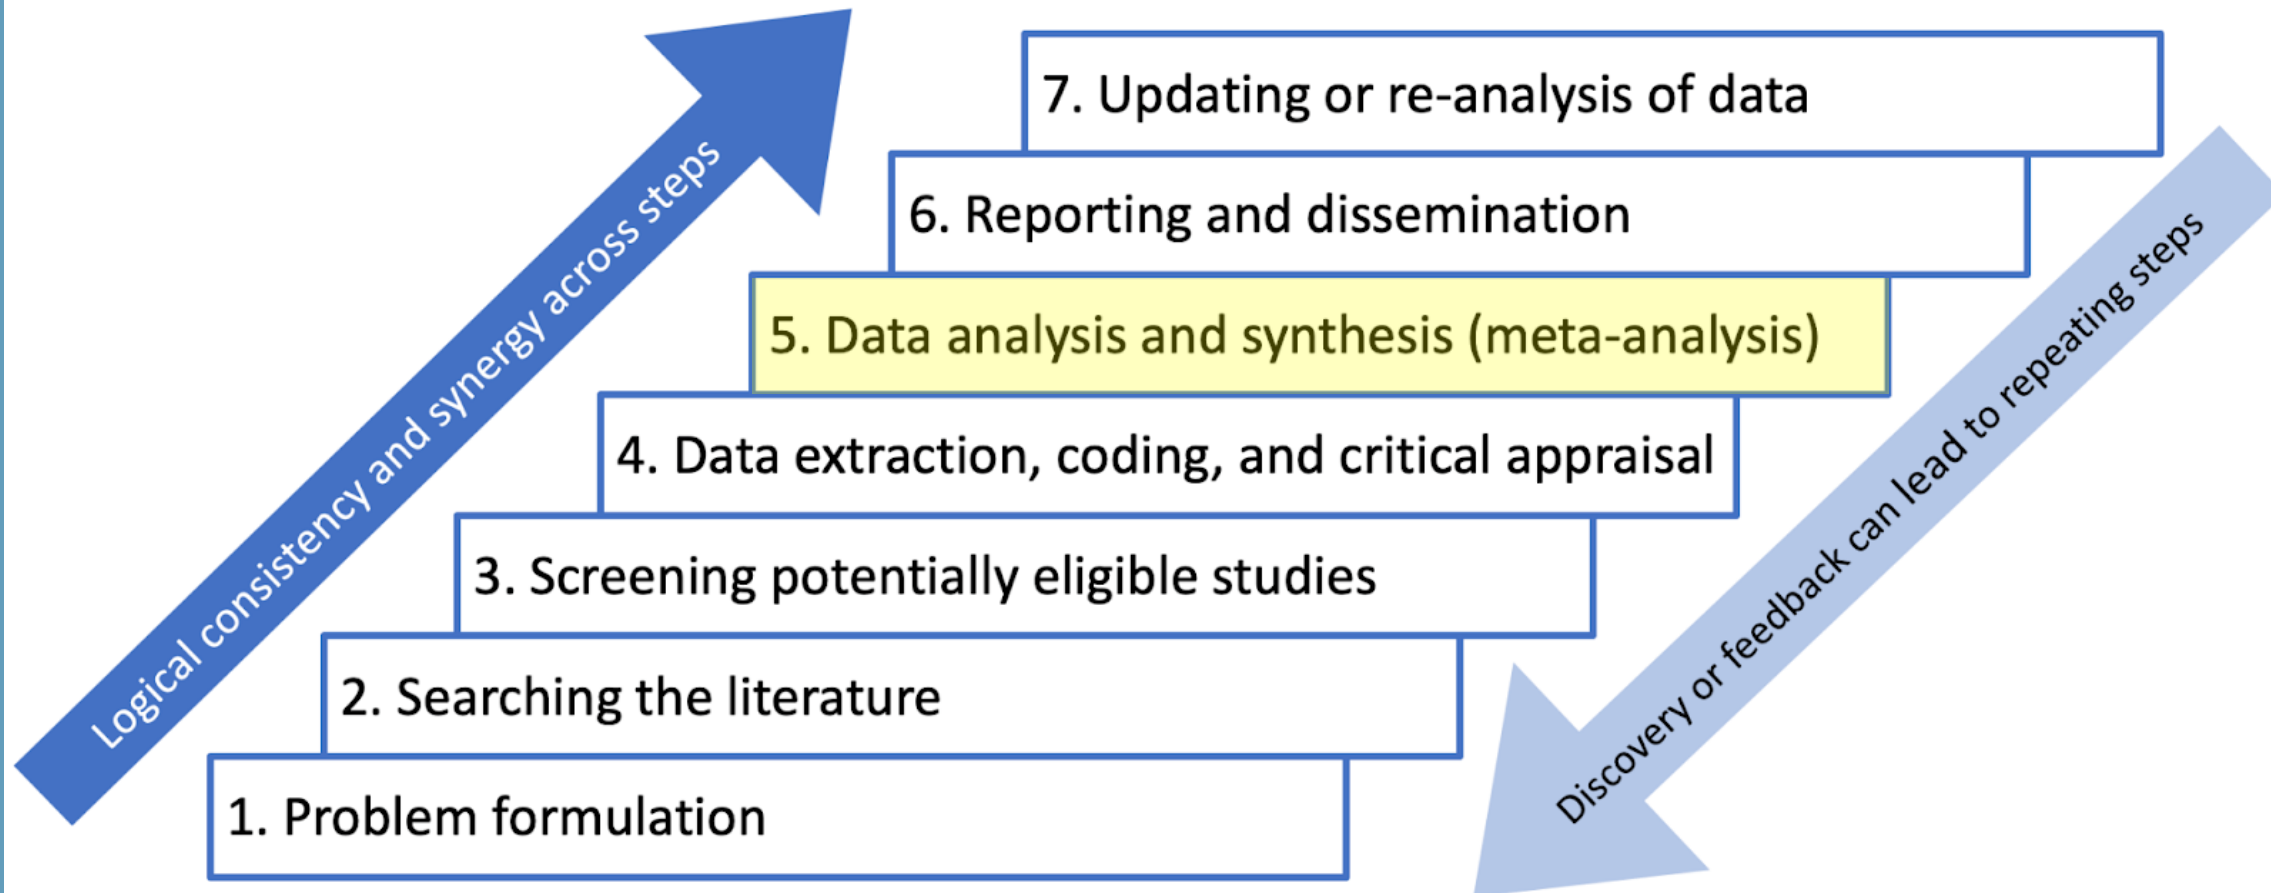 7. Updating or re-analysis of data
6. Reporting and dissemination
5. Data analysis and synthesis (meta-analysis)
4. Data extraction, coding, and critical appraisal
3. Screening potentially eligible studies
2. Searching the literature
1. Problem formulation
Logical consistency and synergy across steps
Discovery or feedback can lead to repeating steps